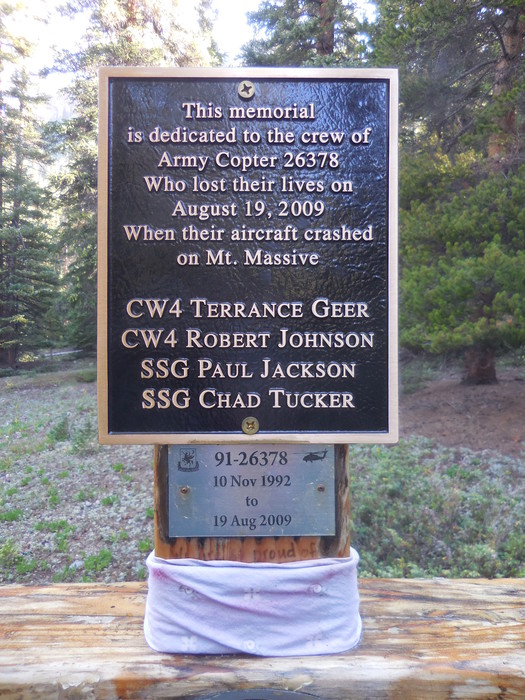 This memorial
is dedicated to the crew of
Army Copter 26378
Who lost their lives on
August 19, 2009
When their aircraft crashed
on Mt. Massive
CW4 TERRANCE GEER
CW4 ROBERT JOHNSON
SSG PAUL JACKSON
SSG CHAD TUCKER
91-26378
10 Nov 1992
to
19 Aug 2009
proud of